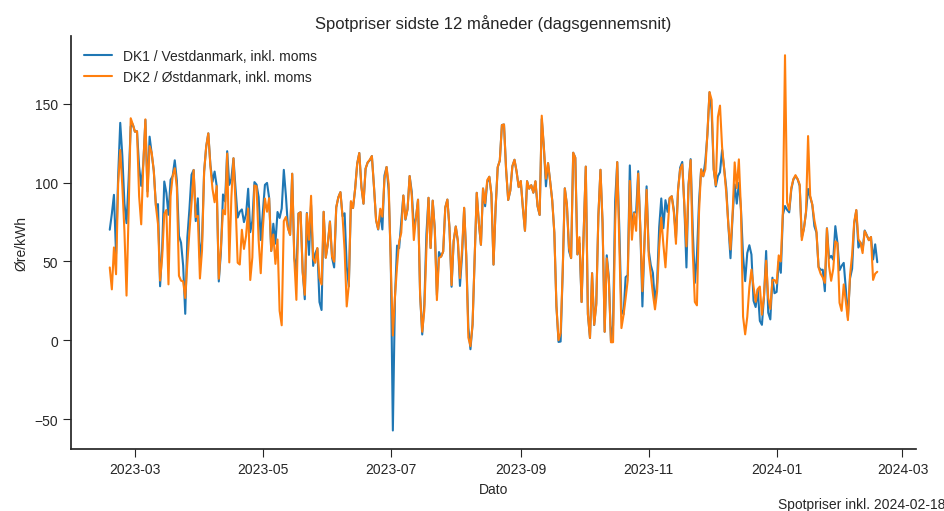 Spotpriser sidste 12 måneder (dagsgennemsnit)
DK1 / Vestdanmark, inkl. moms
DK2 / Østdanmark, inkl. moms
Øre/kWh
150
100
50
0
−50
2023-03 2023-05 2023-07 2023-09 2023-11 2024-01 2024-03
Dato
Spotpriser inkl. 2024-02-18